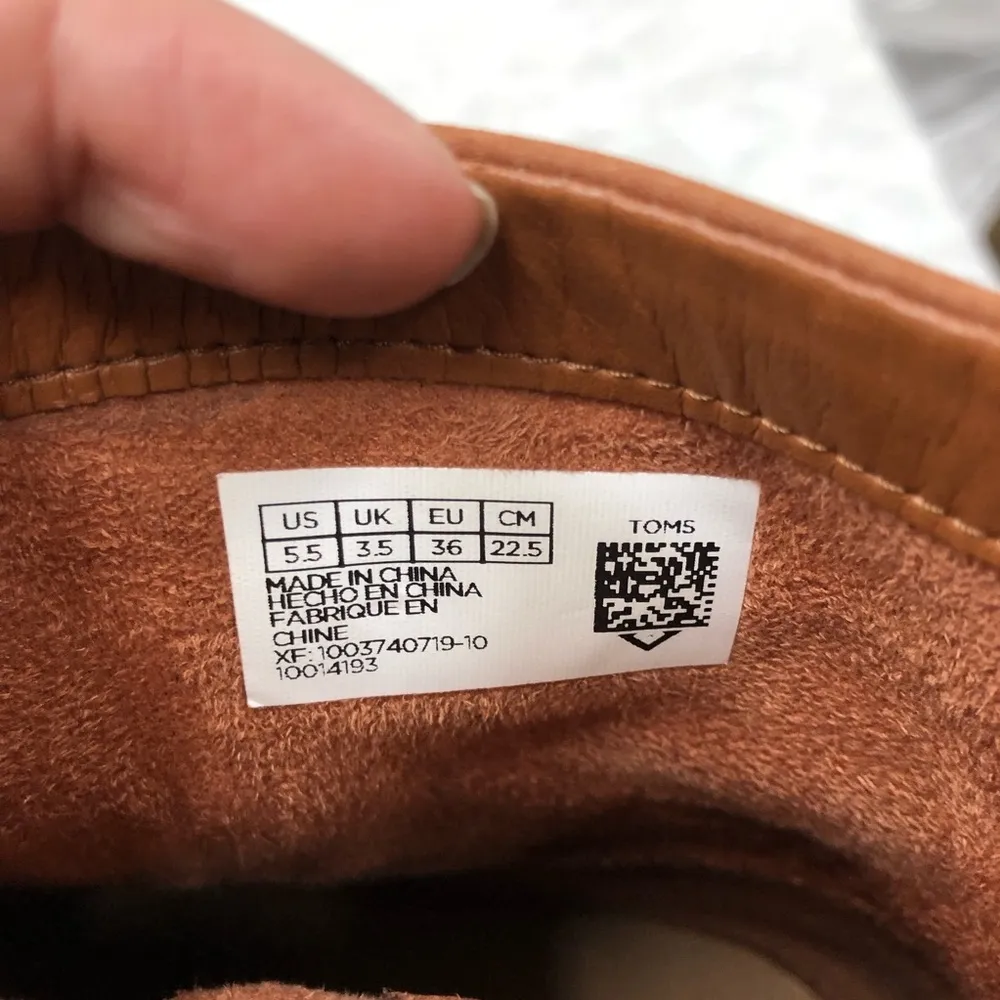 US UK EU CM
5.5 3.5 36 22.5
MADE IN CHINA
HECHO EN CHINA
FABRIQUE EN
CHINE
XF: 1003740719-10
10014193
TOMS